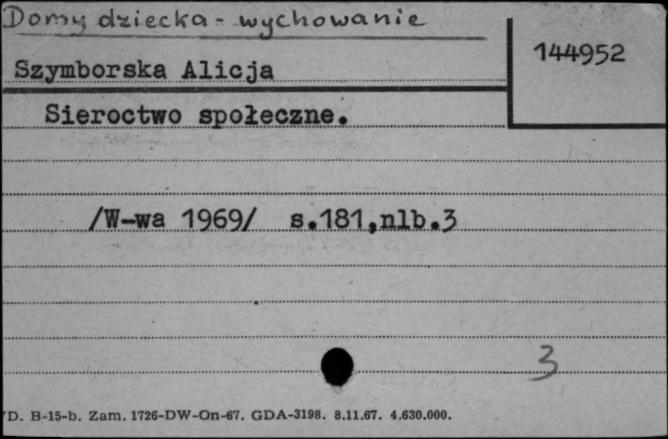 Domy dziecka - wychowanie
144952
Szymborska Alicja
Sieroctwo społeczne.
/W-wa 1969/ s.181,nlb.3
3
D. B-15-b. Zam. 1726-DW-On-67. GDA-3198. 8.11.67. 4.630.000.